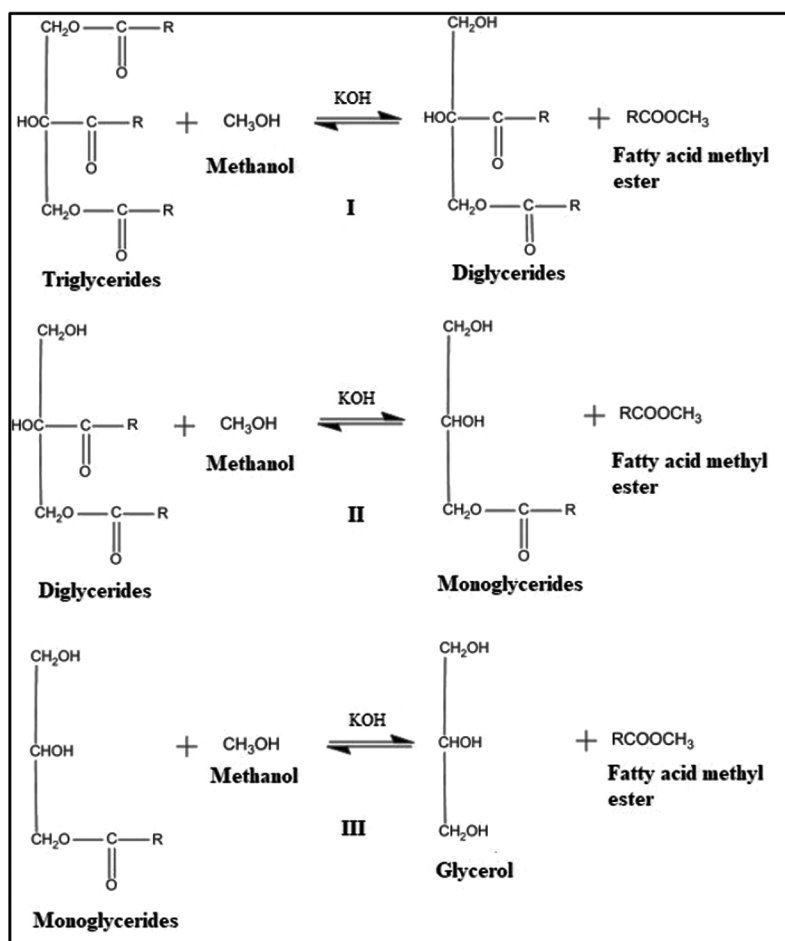 CH₂O—C—R
O
HOC—C—R + CH₃OH KOH
O Methanol
CH₂O—C—R I
O
Triglycerides
CH₂OH
HOC—C—R + RCOOCH₃
O Fatty acid methyl
ester
CH₂O—C—R
O
Diglycerides
CH₂OH
HOC—C—R + CH₃OH KOH
O Methanol
CH₂O—C—R II
O
Diglycerides
CH₂OH
CHOH + RCOOCH₃
Fatty acid methyl
ester
CH₂O—C—R
O
Monoglycerides
CH₂OH
CHOH + CH₃OH KOH
Methanol
CH₂O—C—R III
O
Monoglycerides
CH₂OH
CHOH + RCOOCH₃
Fatty acid methyl
ester
CH₂OH
Glycerol